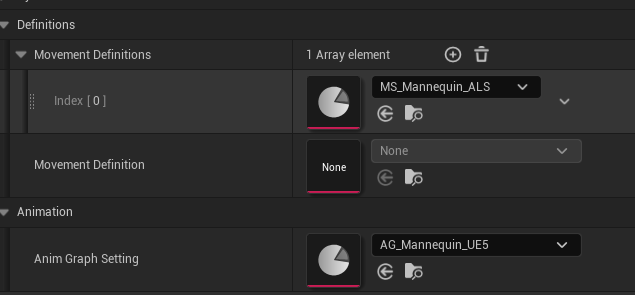 Definitions
Movement Definitions
1 Array element
Index [ 0 ]
MS_Mannequin_ALS
Movement Definition
None
None
Animation
Anim Graph Setting
AG_Mannequin_UE5